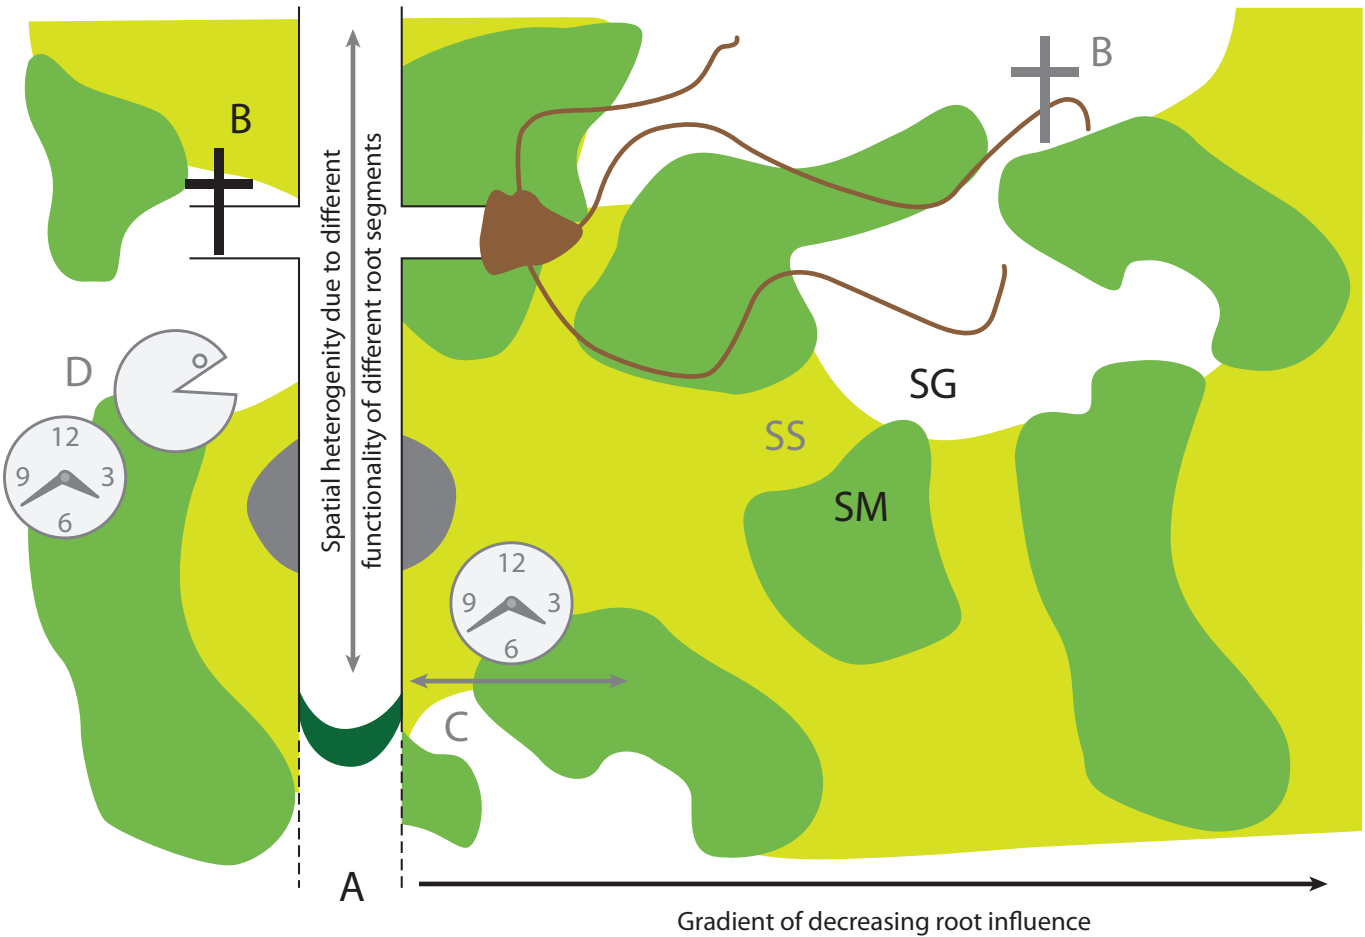 B
B
Spatial heterogenity due to different
functionality of different root segments
D
SG
SS
SM
12
9 3
6
12
9 3
6
C
A
Gradient of decreasing root influence